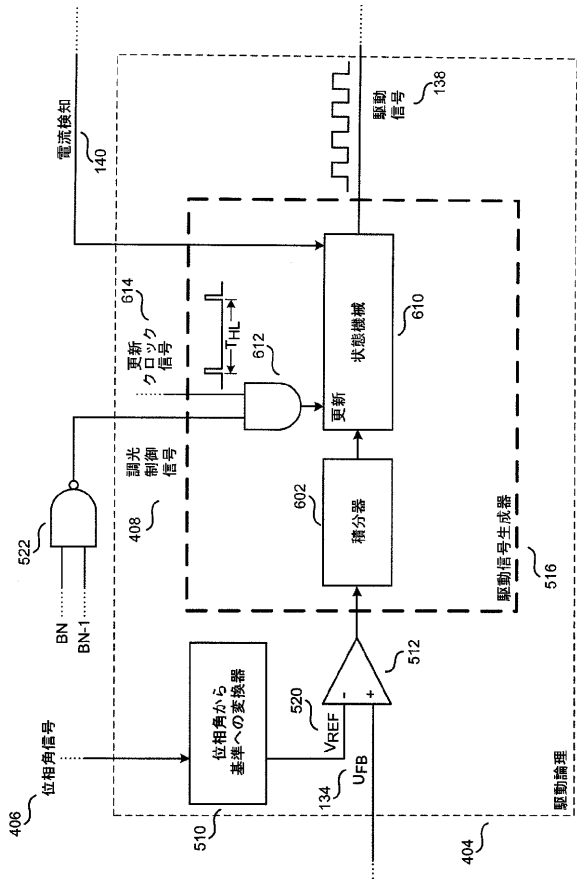 電流検知
140
更新
クロック
信号
614
T_HL
612
調光
制御
信号
408
522
BN
BN-1
位相角信号
406
位相角から
基準への変換器
510
V_REF
520
134
U_FB
-
+
512
積分器
602
更新
状態機械
610
駆動
信号
138
駆動信号生成器
516
駆動論理
404